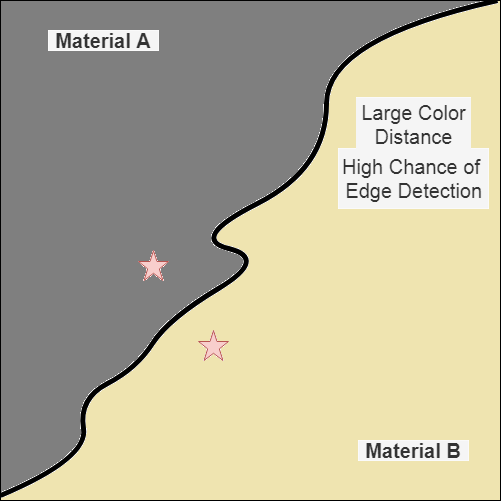 Material A
Large Color
Distance
High Chance of
Edge Detection
Material B